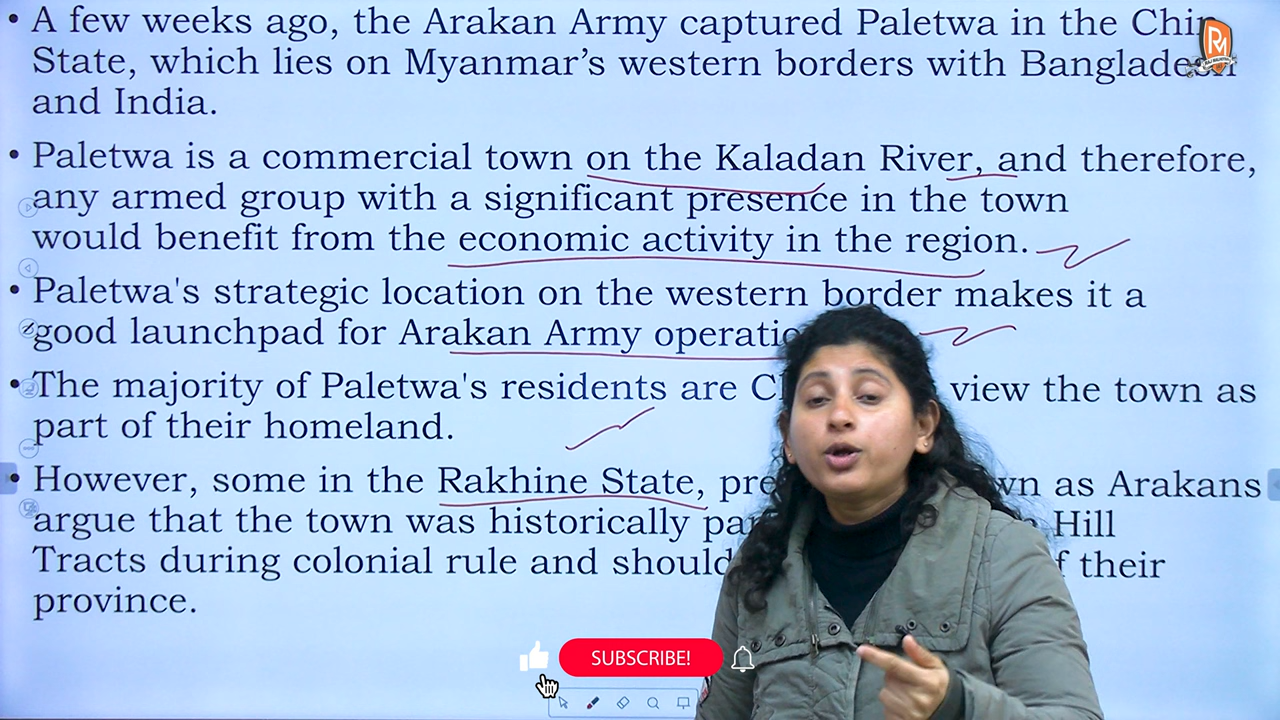 • A few weeks ago, the Arakan Army captured Paletwa in the Chin
State, which lies on Myanmar's western borders with Bangladesh
and India.
• Paletwa is a commercial town on the Kaladan River, and therefore,
any armed group with a significant presence in the town
would benefit from the economic activity in the region.
• Paletwa's strategic location on the western border makes it a
good launchpad for Arakan Army
• The majority of Paletwa's residents are view the town as
part of their homeland.
• However, some in the Rakhine State, as Arakans
argue that the town was historically Hill
Tracts during colonial rule and should their
province.
SUBSCRIBE!